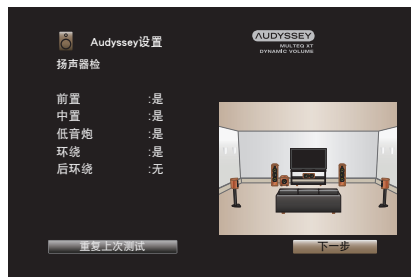 Audyssey设置
AUDYSSEY
MULTEQ XT
DYNAMIC VOLUME
扬声器检
前置 :是
中置 :是
低音炮 :是
环绕 :是
后环绕 :无
重复上次测试
下一步